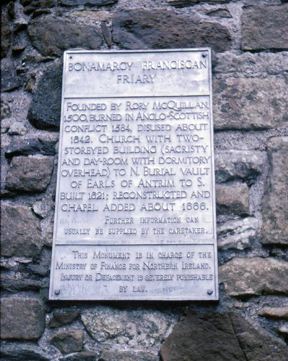 BONAMARGY FRANCISCAN
FRIARY
FOUNDED BY RORY MCQUILLAN,
1500, BURNED IN ANGLO-SCOTTISH
CONFLICT 1584, DISUSED ABOUT
1642. CHURCH WITH TWO-
STOREYED BUILDING (SACRISTY
AND DAY-ROOM WITH DORMITORY
OVERHEAD) TO N. BURIAL VAULT
OF EARLS OF ANTRIM TO S.
BUILT 1621; RECONSTRUCTED AND
CHAPEL ADDED ABOUT 1666.
FURTHER INFORMATION CAN
USUALLY BE SUPPLIED BY THE CARETAKER.
THIS MONUMENT IS IN CHARGE OF THE
MINISTRY OF FINANCE FOR NORTHERN IRELAND.
INJURY OR DEFACEMENT IS SEVERELY PUNISHABLE
BY LAW.